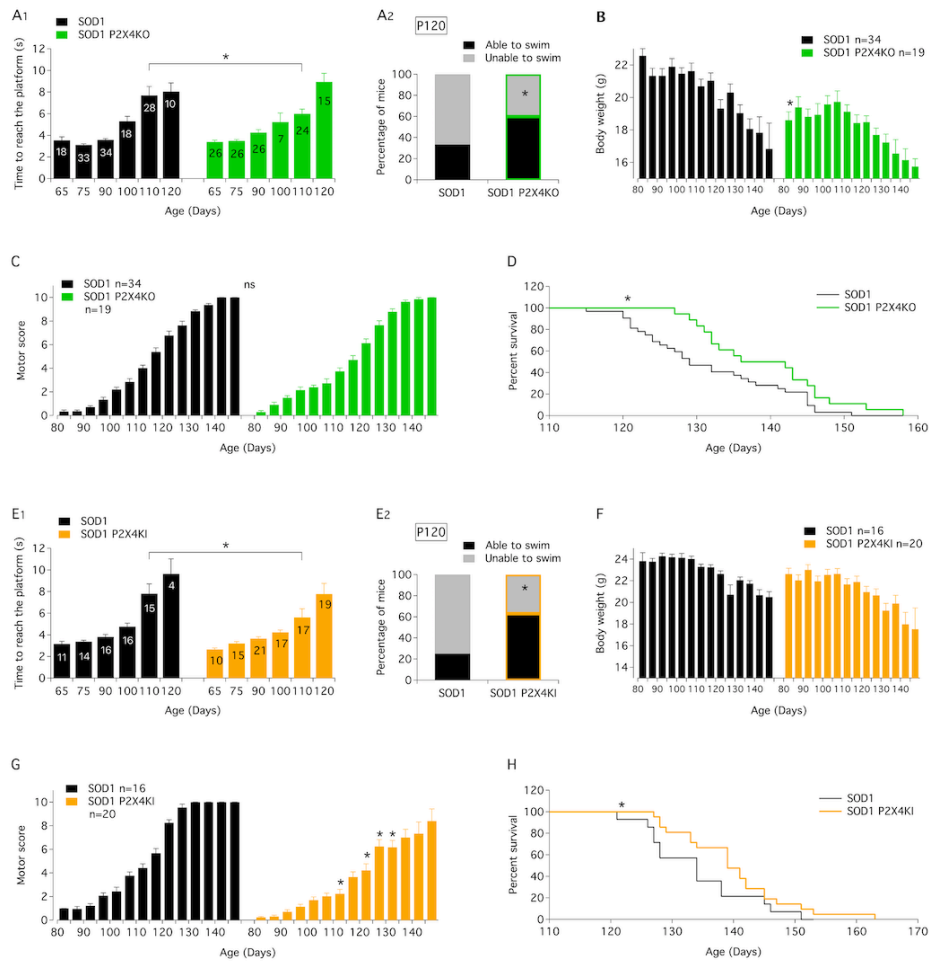 A1
SOD1
SOD1 P2X4KO
Time to reach the platform (s)
12
10
8
6
4
2
0
*
18
33
34
18
28
10
26
26
26
7
24
15
65 75 90 100 110 120 65 75 90 100 110 120
Age (Days)
A2
P120
Able to swim
Unable to swim
Percentage of mice
100
80
60
40
20
0
*
SOD1 SOD1 P2X4KO
B
SOD1 n=34
SOD1 P2X4KO n=19
Body weight (g)
22
20
18
16
*
80 90 100 110 120 130 140 80 90 100 110 120 130 140
Age (Days)
C
SOD1 n=34
SOD1 P2X4KO
n=19
ns
Motor score
10
8
6
4
2
0
80 90 100 110 120 130 140 80 90 100 110 120 130 140
Age (Days)
D
SOD1
SOD1 P2X4KO
Percent survival
120
100
80
60
40
20
0
*
110 120 130 140 150 160
Age (Days)
E1
SOD1
SOD1 P2X4KI
Time to reach the platform (s)
12
10
8
6
4
2
0
*
11
14
16
16
15
4
10
15
21
17
17
19
65 75 90 100 110 120 65 75 90 100 110 120
Age (Days)
E2
P120
Able to swim
Unable to swim
Percentage of mice
100
80
60
40
20
0
*
SOD1 SOD1 P2X4KI
F
SOD1 n=16
SOD1 P2X4KI n=20
Body weight (g)
24
22
20
18
16
14
80 90 100 110 120 130 140 80 90 100 110 120 130 140
Age (Days)
G
SOD1 n=16
SOD1 P2X4KI
n=20
Motor score
10
8
6
4
2
0
* * * *
80 90 100 110 120 130 140 80 90 100 110 120 130 140
Age (Days)
H
SOD1
SOD1 P2X4KI
Percent survival
120
100
80
60
40
20
0
*
110 120 130 140 150 160 170
Age (Days)